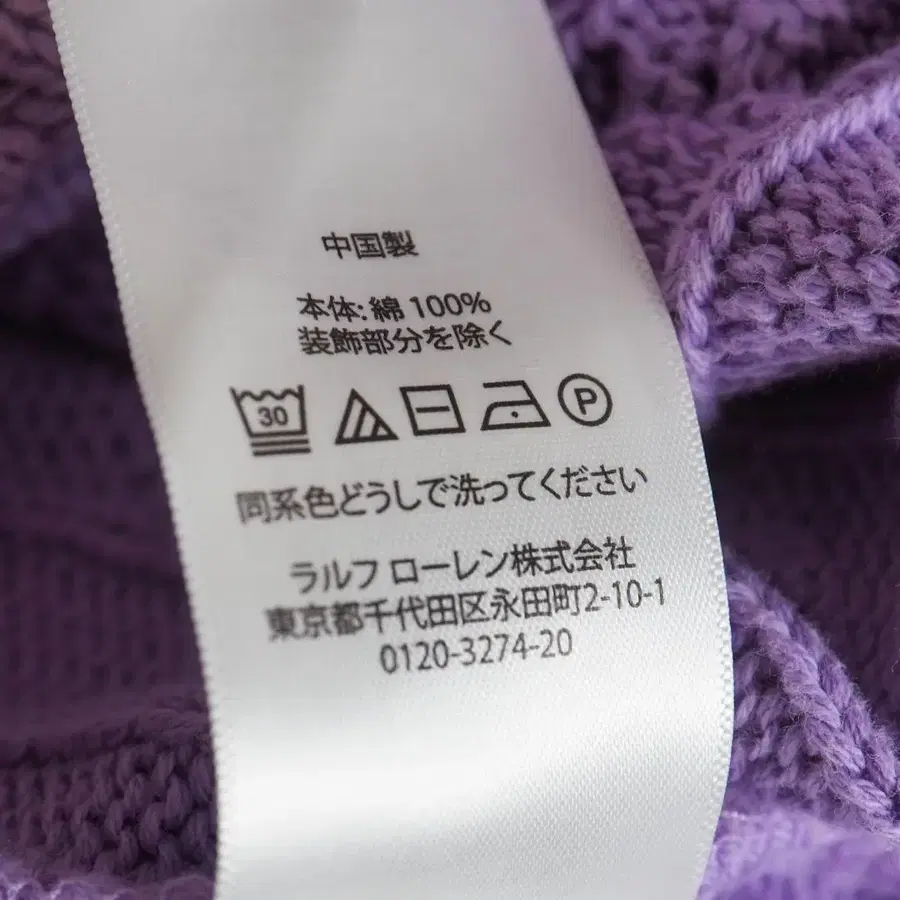 中国製
本体: 綿 100%
装飾部分を除く
30 P
同系色どうしで洗ってください
ラルフ ローレン株式会社
東京都千代田区永田町2-10-1
0120-3274-20